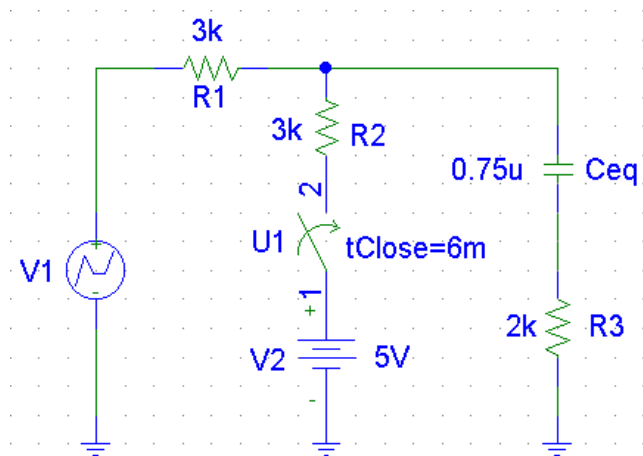 3k
R1
3k R2
0.75u Ceq
2
U1 tClose=6m
V1
1
+
-
+
2k R3
V2 5V
-